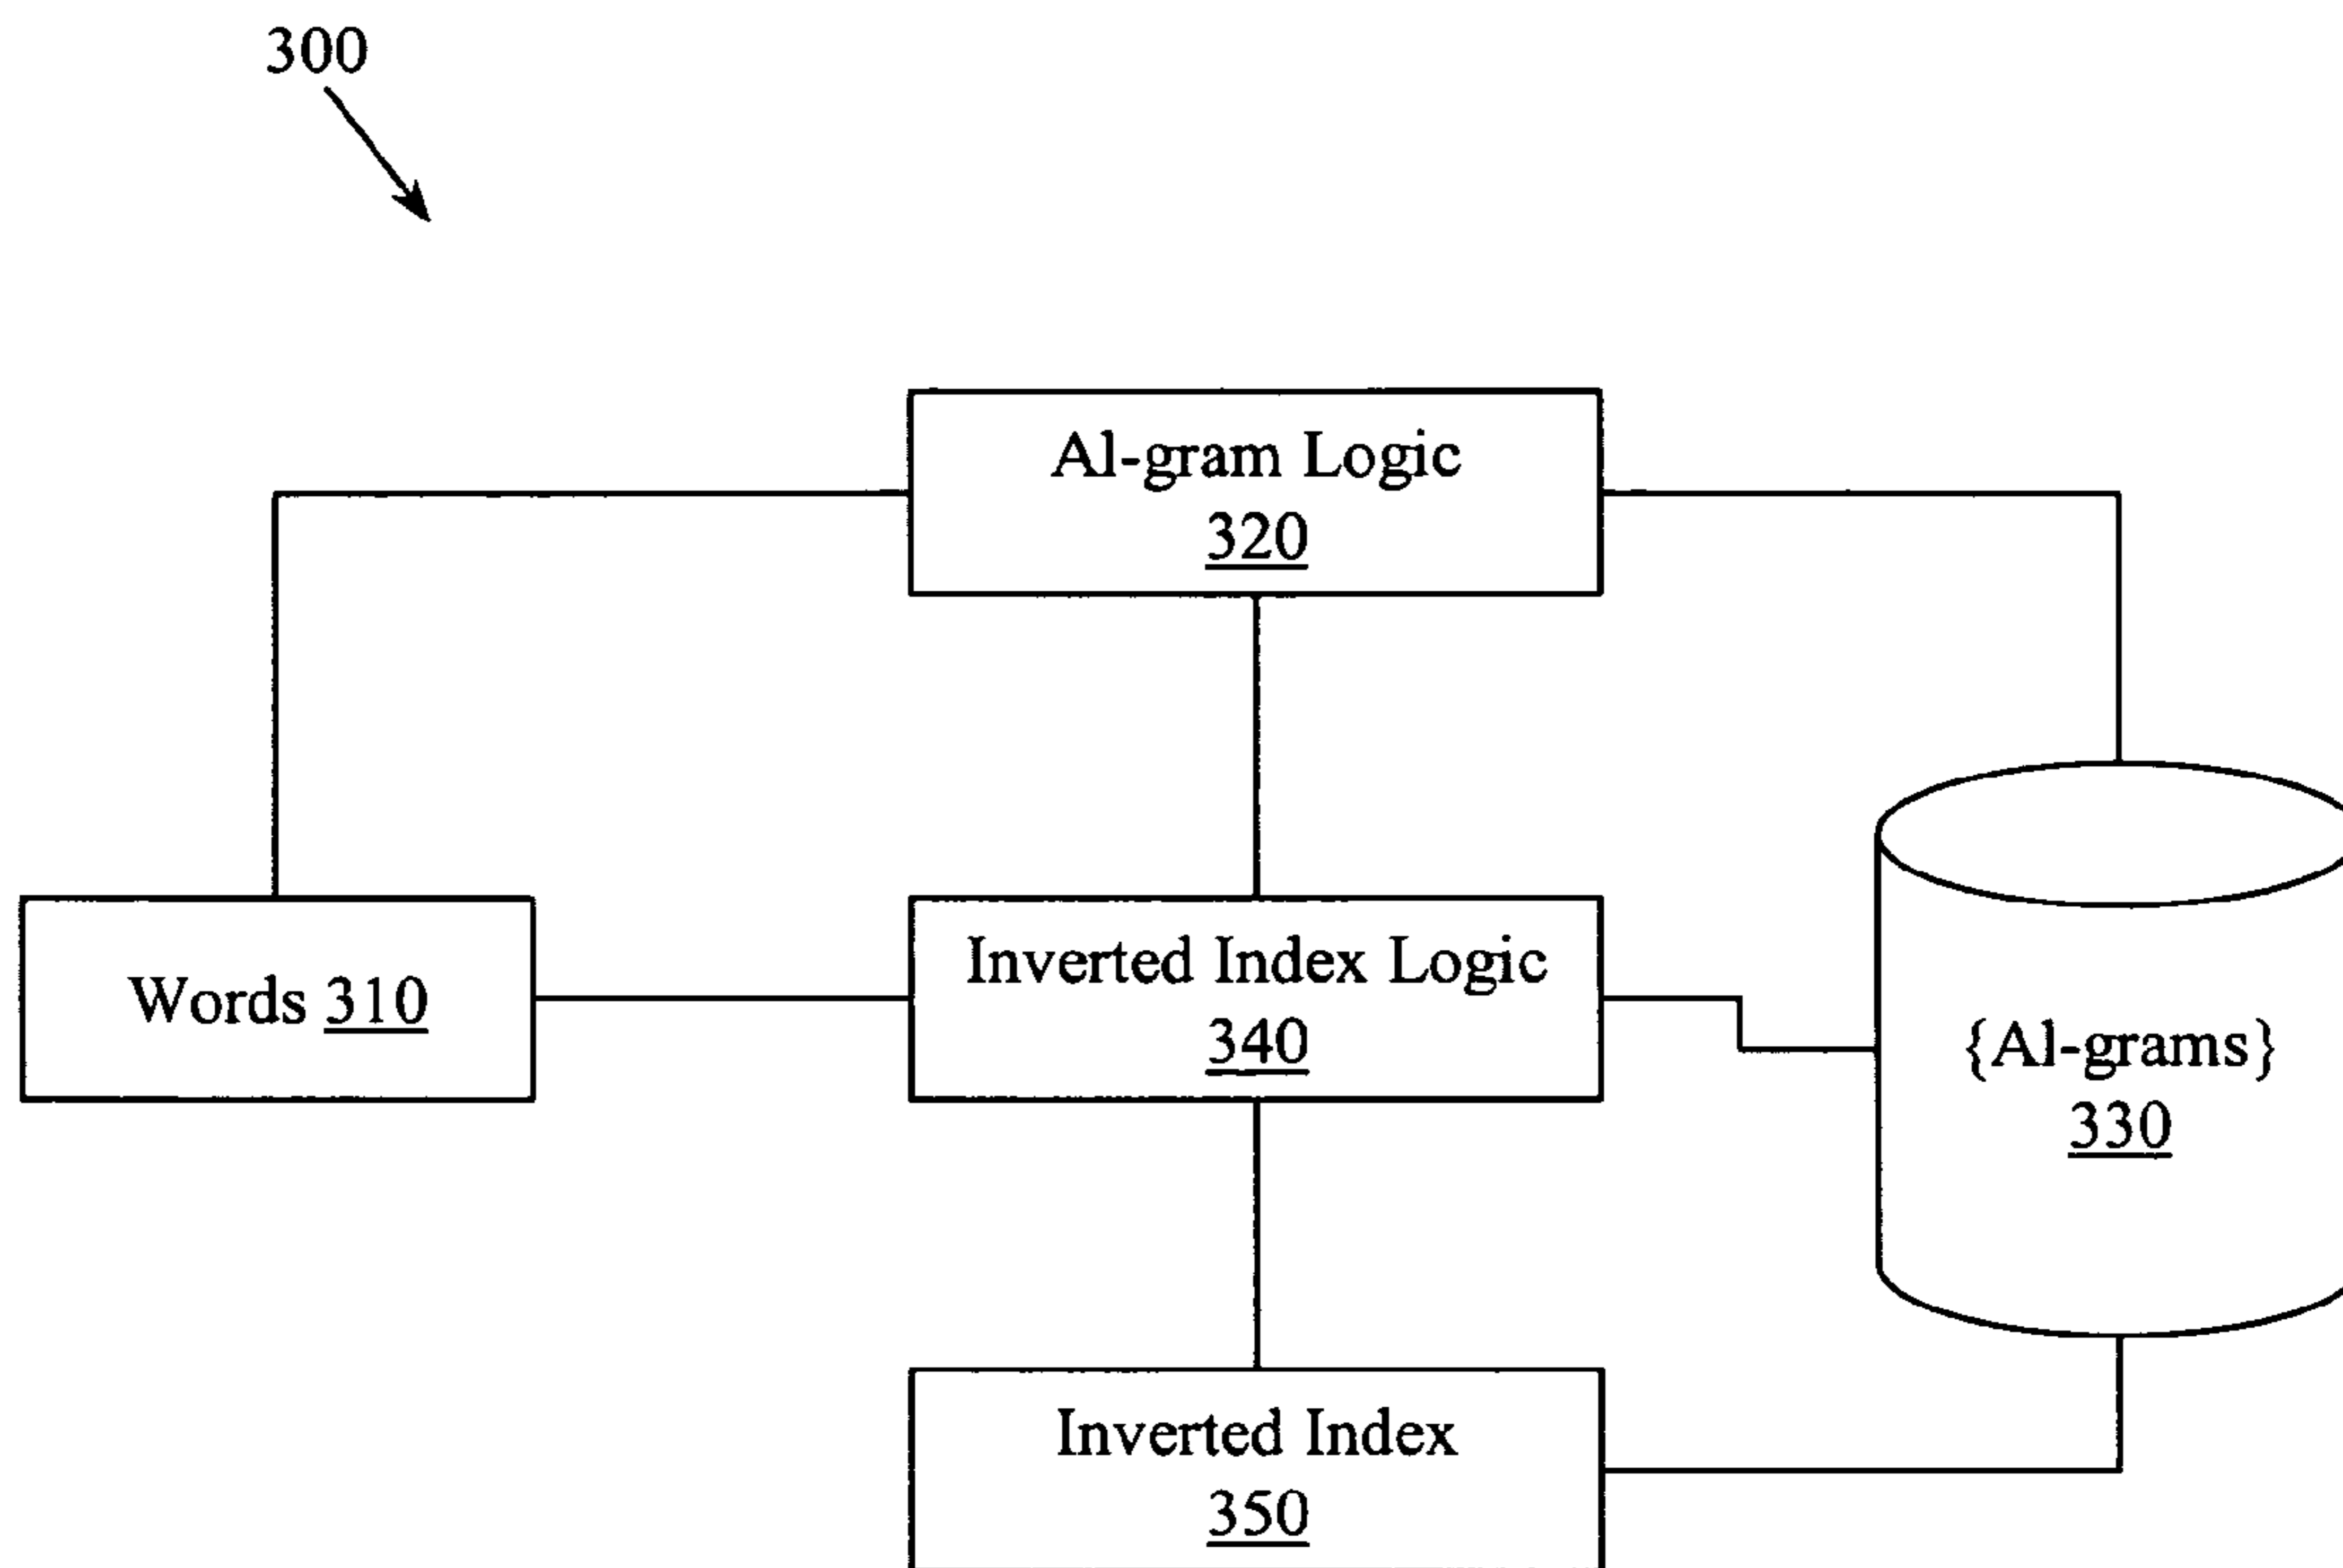 300
Al-gram Logic
320
Words 310
Inverted Index Logic
340
{Al-grams}
330
Inverted Index
350